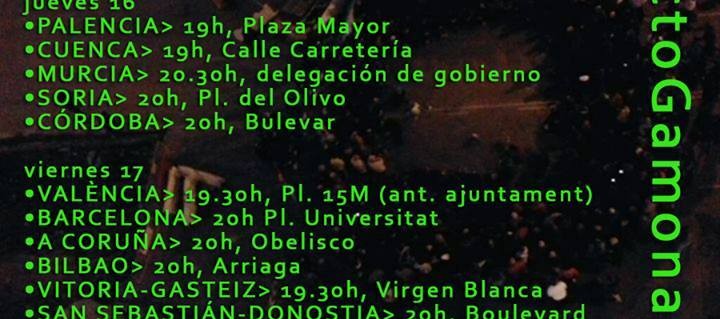 jueves 16
•PALENCIA> 19h, Plaza Mayor
•CUENCA> 19h, Calle Carretería
•MURCIA> 20.30h, delegación de gobierno
•SORIA> 20h, Pl. del Olivo
•CÓRDOBA> 20h, Bulevar
viernes 17
•VALÈNCIA> 19.30h, Pl. 15M (ant. ajuntament)
•BARCELONA> 20h Pl. Universitat
•A CORUÑA> 20h, Obelisco
•BILBAO> 20h, Arriaga
•VITORIA-GASTEIZ> 19.30h, Virgen Blanca
•SAN SEBASTIÁN-DONOSTIA> 20h, Boulevard
ctoGamona